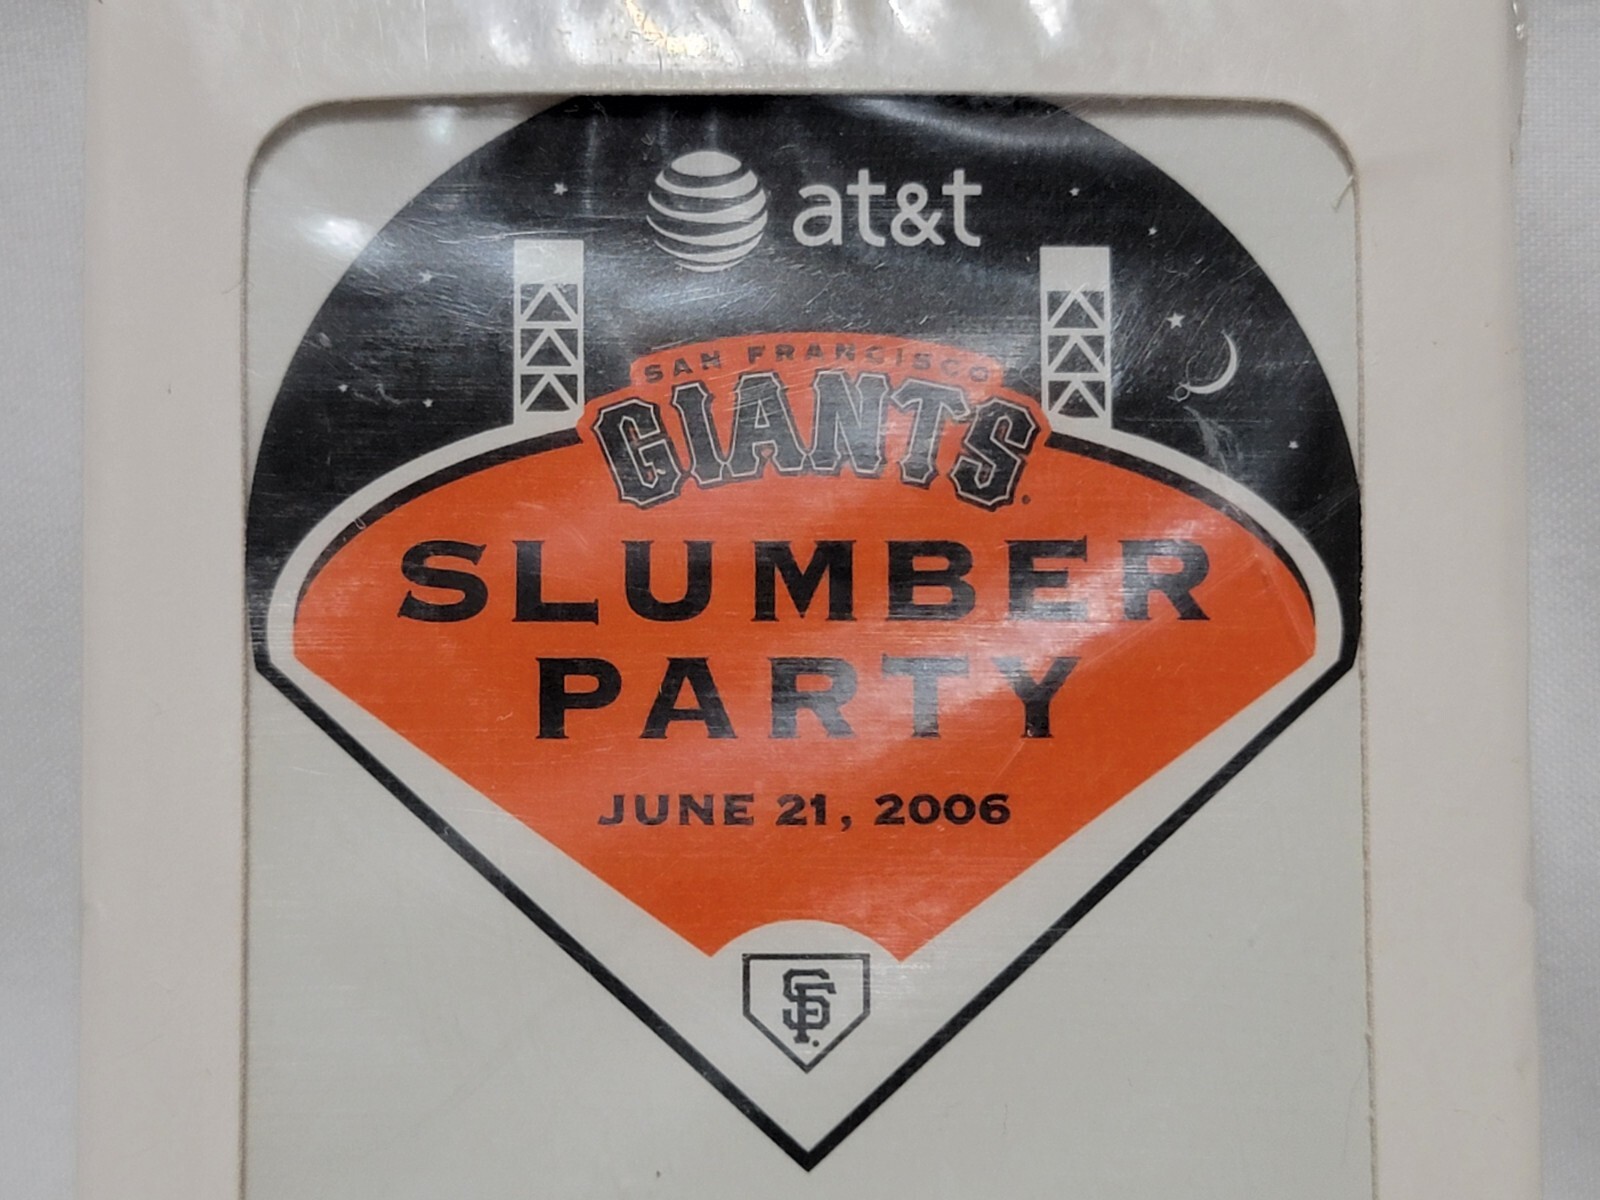 at&t
SAN FRANCISCO
GIANTS
SLUMBER
PARTY
JUNE 21, 2006
SF